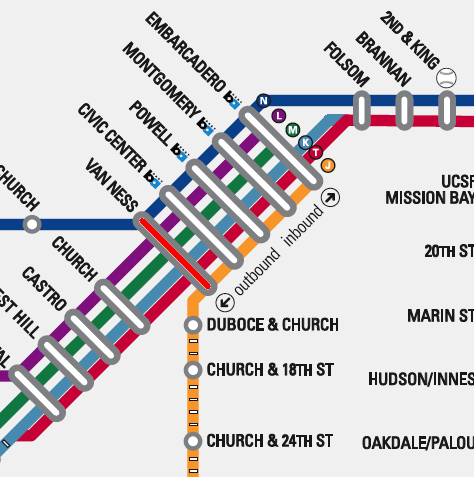 2ND & KING
BRANNAN
FOLSOM
EMBARCADERO
MONTGOMERY
POWELL
CIVIC CENTER
VAN NESS
N
L
M
K
T
J
inbound
outbound
CHURCH
CHURCH
CASTRO
EST HILL
AL
DUBOCE & CHURCH
CHURCH & 18TH ST
CHURCH & 24TH ST
UCSF
MISSION BAY
20TH ST
MARIN ST
HUDSON/INNES
OAKDALE/PALOU